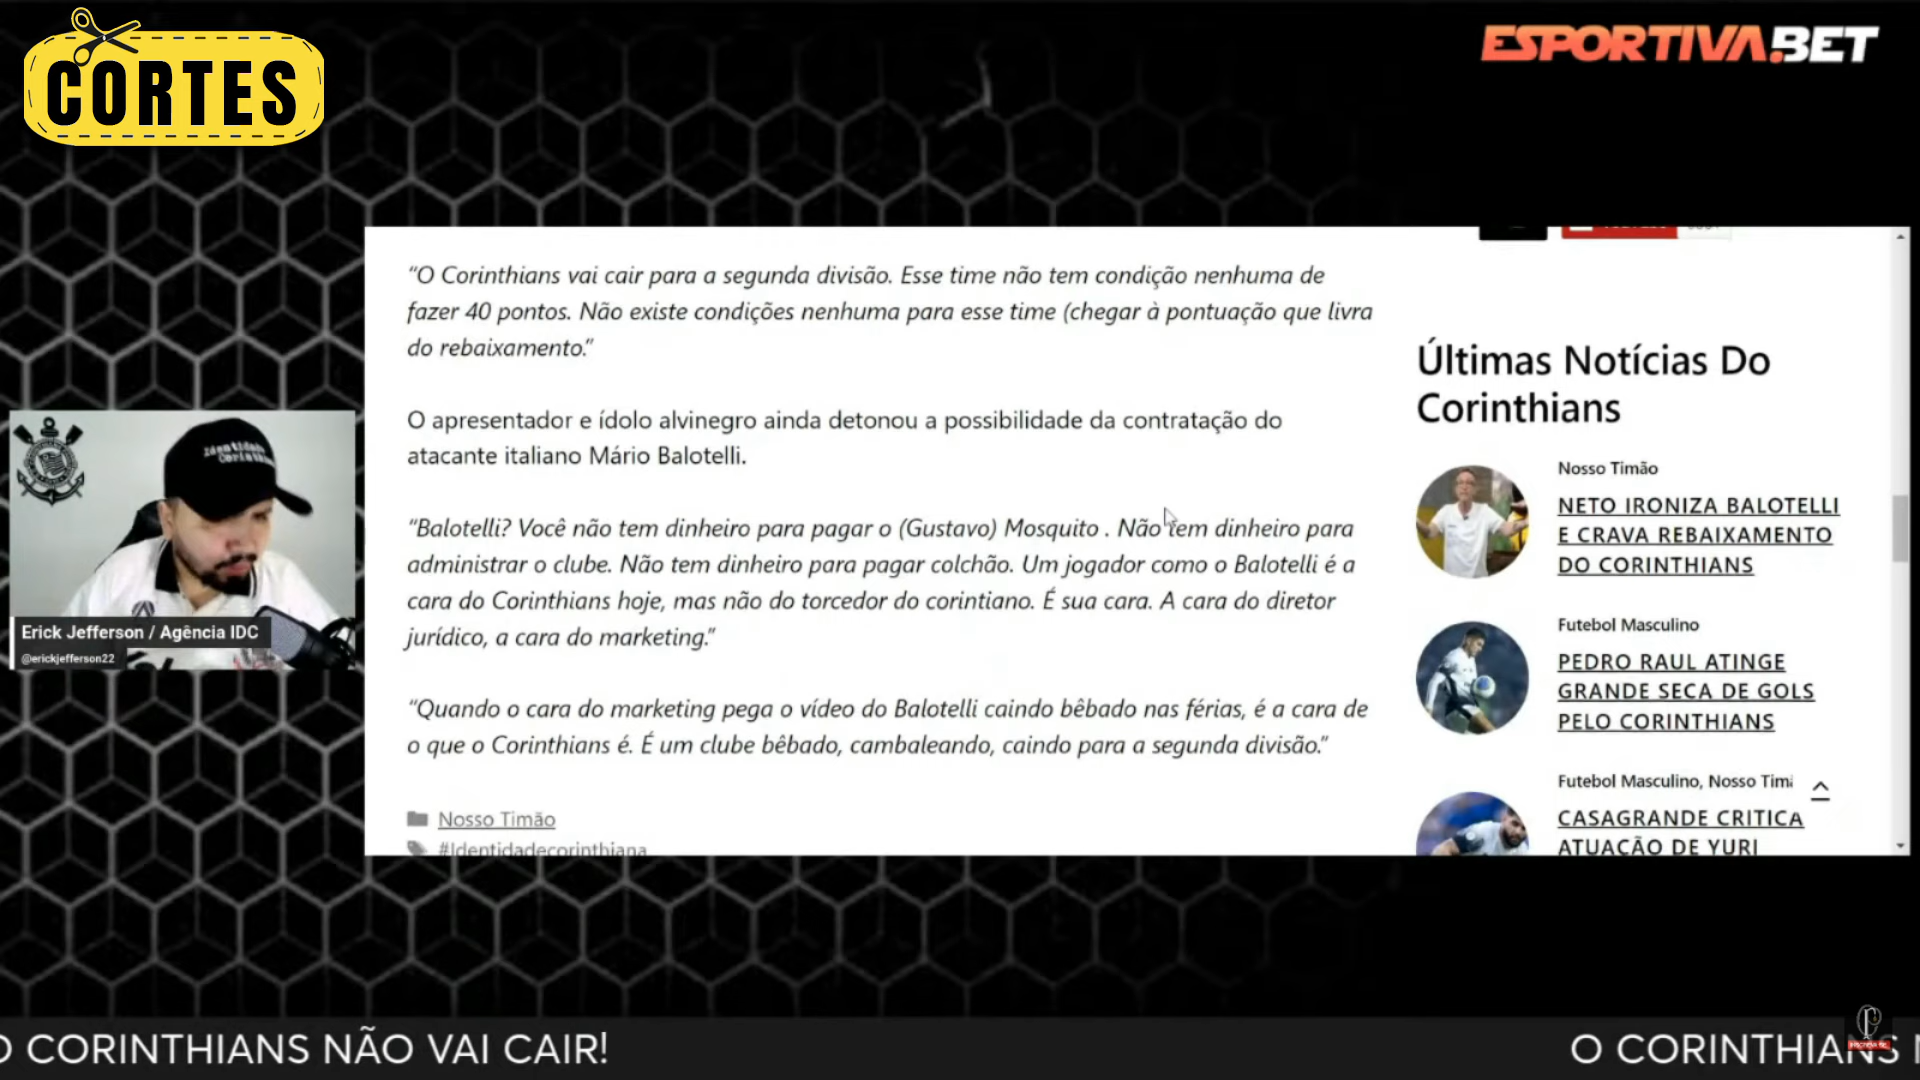 CORTES
ESPORTIVA.BET
“O Corinthians vai cair para a segunda divisão. Esse time não tem condição nenhuma de
fazer 40 pontos. Não existe condições nenhuma para esse time (chegar à pontuação que livra
do rebaixamento.”
O apresentador e ídolo alvinegro ainda detonou a possibilidade da contratação do
atacante italiano Mário Balotelli.
“Balotelli? Você não tem dinheiro para pagar o (Gustavo) Mosquito . Não tem dinheiro para
administrar o clube. Não tem dinheiro para pagar colchão. Um jogador como o Balotelli é a
cara do Corinthians hoje, mas não do torcedor do corintiano. É sua cara. A cara do diretor
jurídico, a cara do marketing.”
“Quando o cara do marketing pega o vídeo do Balotelli caindo bêbado nas férias, é a cara de
o que o Corinthians é. É um clube bêbado, cambaleando, caindo para a segunda divisão.”
Nosso Timão
#Identidadecorinthiana
Últimas Notícias Do
Corinthians
Nosso Timão
NETO IRONIZA BALOTELLI
E CRAVA REBAIXAMENTO
DO CORINTHIANS
Futebol Masculino
PEDRO RAUL ATINGE
GRANDE SECA DE GOLS
PELO CORINTHIANS
Futebol Masculino, Nosso Tim
CASAGRANDE CRITICA
ATUAÇÃO DE YURI
Identidade
Corinthi
Erick Jefferson / Agência IDC
@erickjefferson22
O CORINTHIANS NÃO VAI CAIR!
O CORINTHIANS